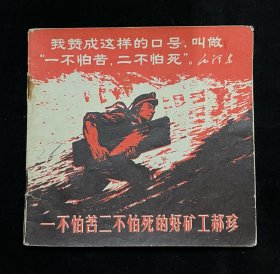 我赞成这样的口号，叫做
“一不怕苦，二不怕死”。毛泽东
一不怕苦二不怕死的好矿工郝珍